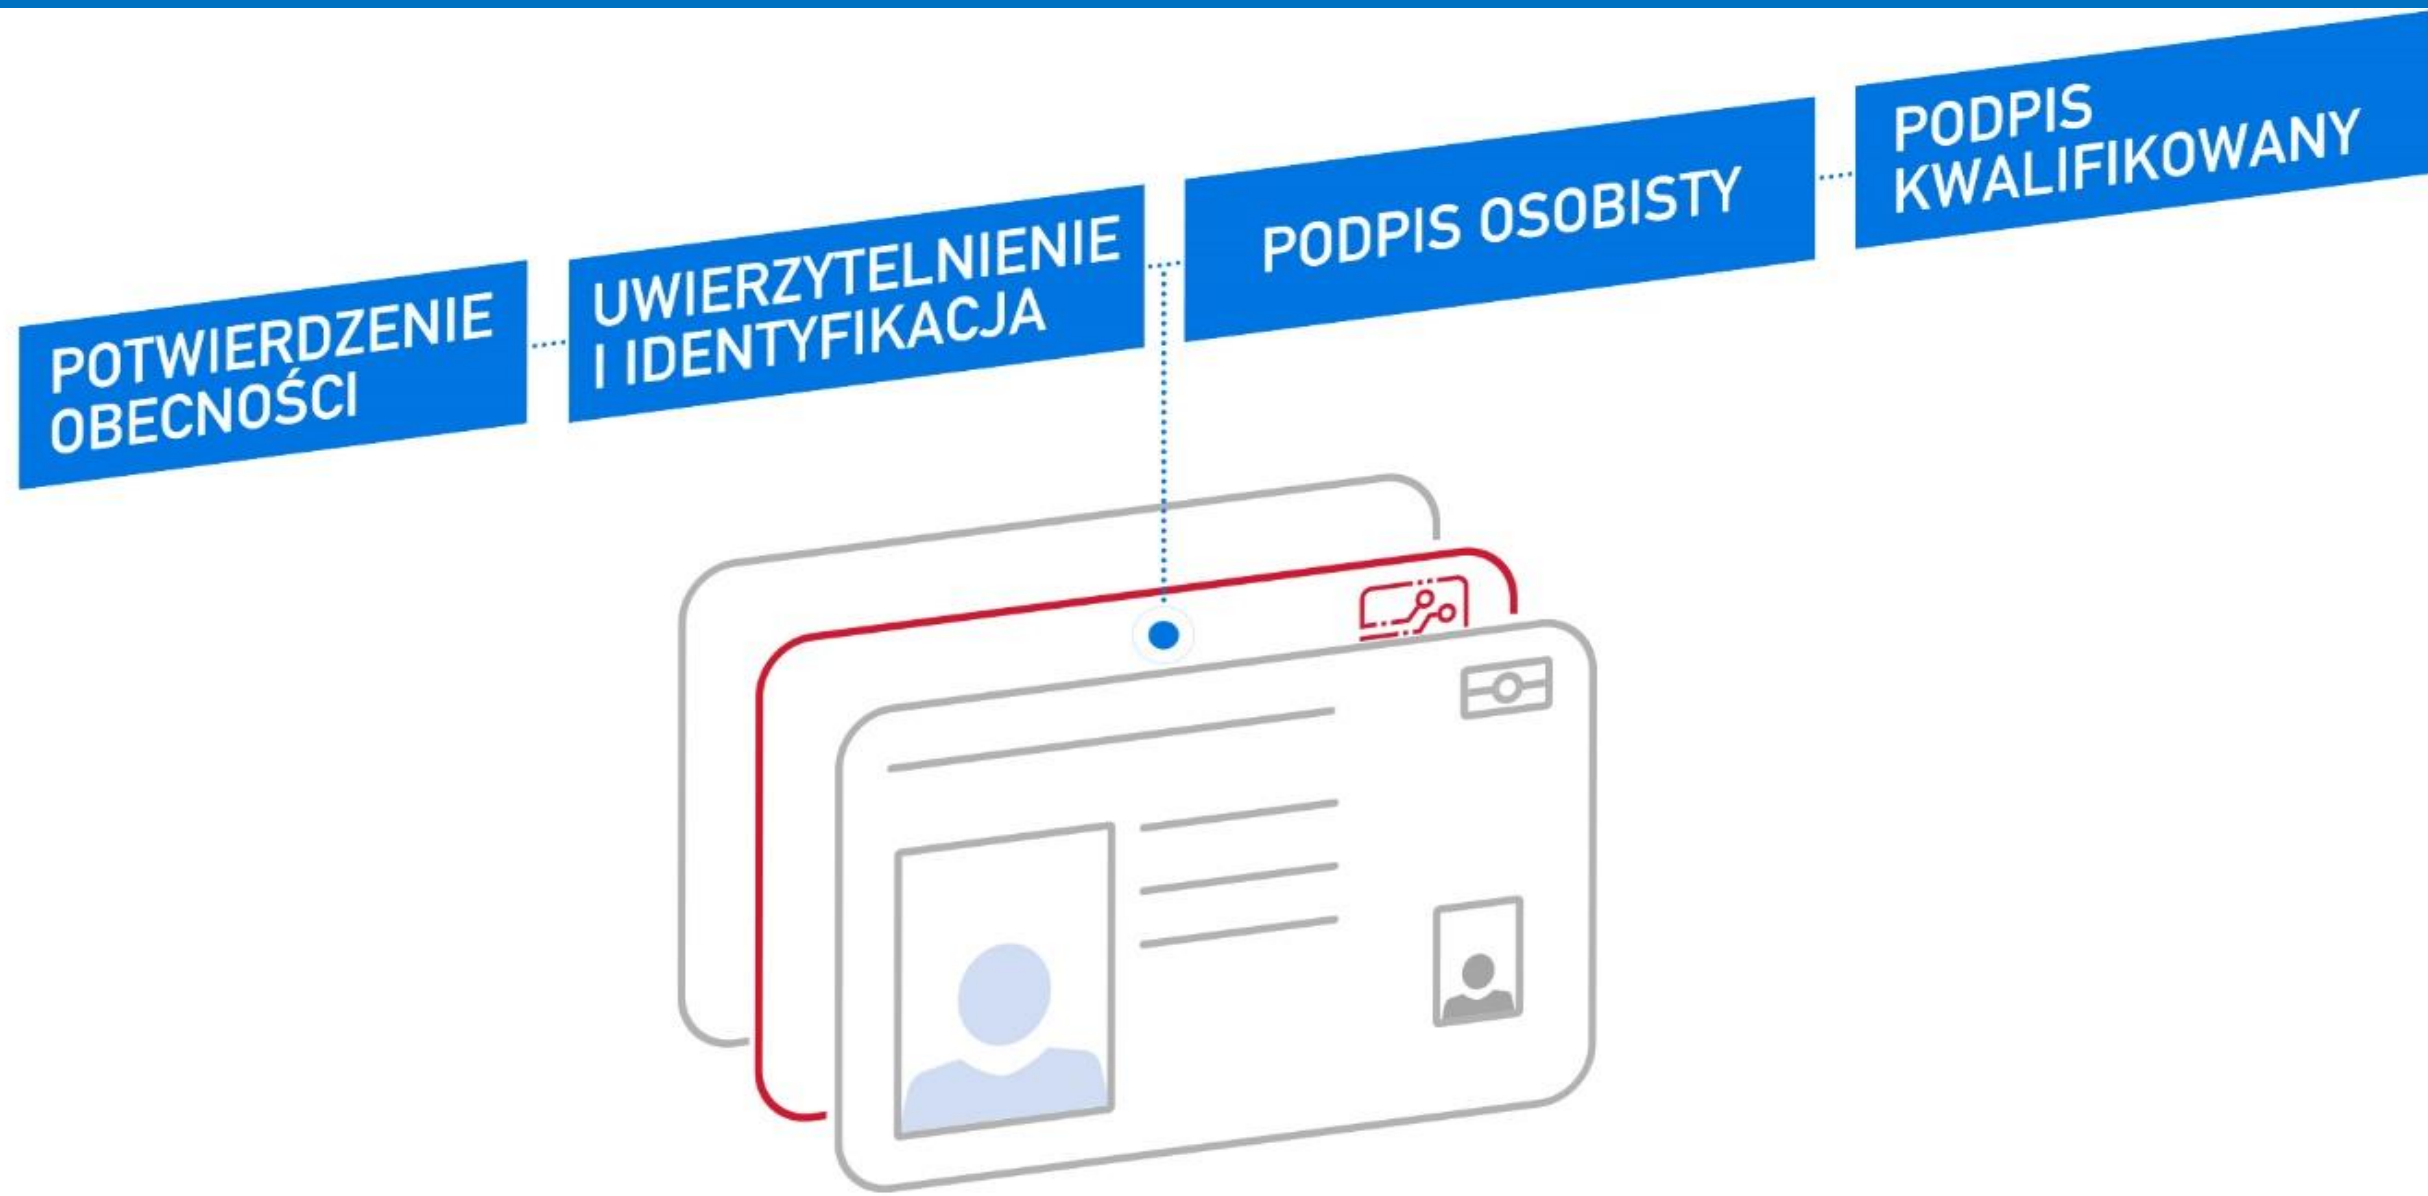 POTWIERDZENIE
OBECNOŚCI
UWIERZYTELNIENIE
I IDENTYFIKACJA
PODPIS OSOBISTY
PODPIS
KWALIFIKOWANY